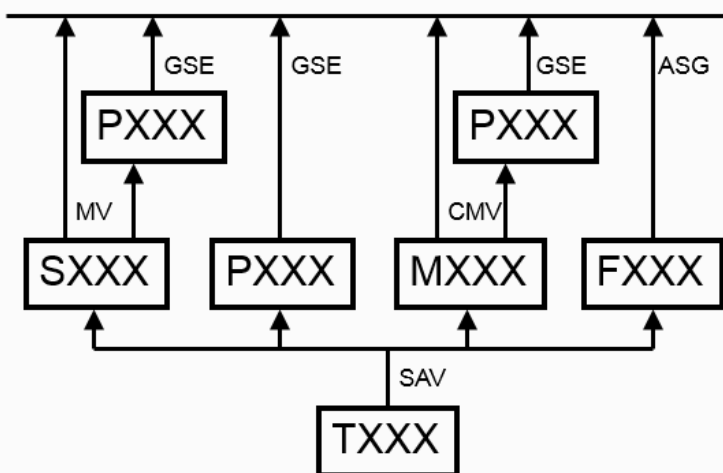 GSE GSE GSE ASG
PXXX PXXX
MV CMV
SXXX PXXX MXXX FXXX
SAV
TXXX